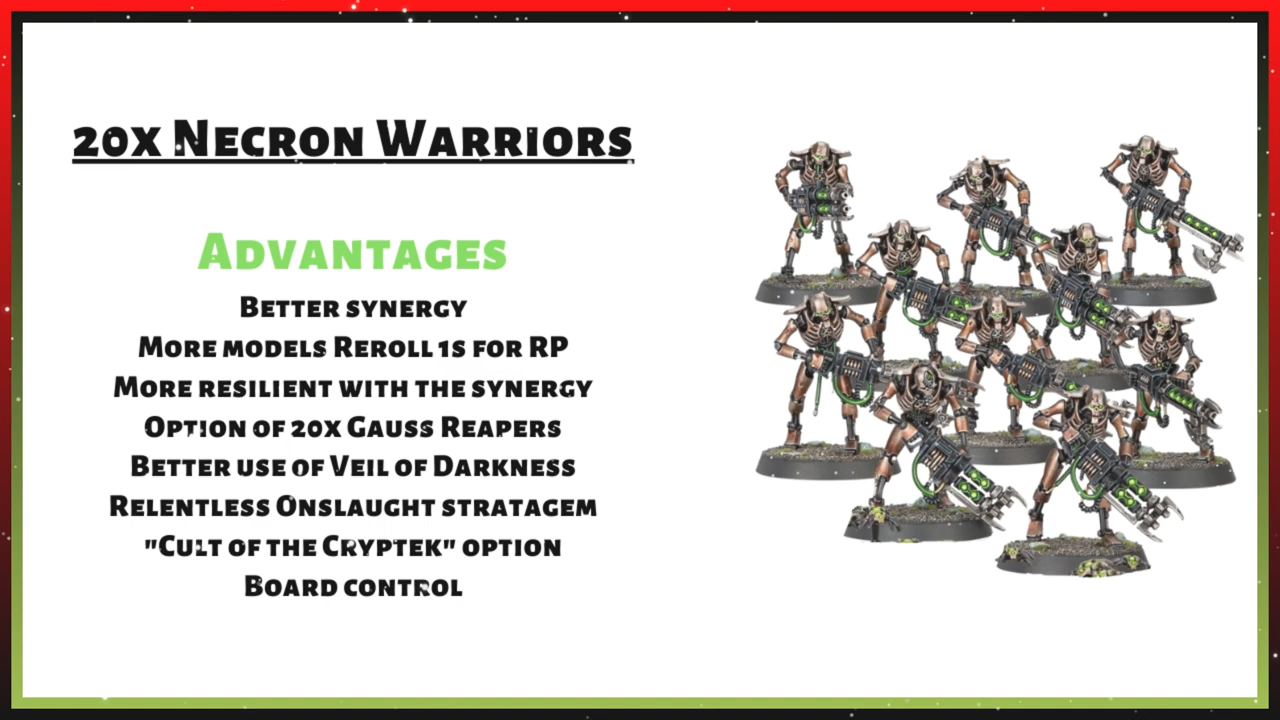 20x Necron Warriors
Advantages
Better synergy
More models Reroll 1s for RP
More resilient with the synergy
Option of 20x Gauss Reapers
Better use of Veil of Darkness
Relentless Onslaught stratagem
"Cult of the Cryptek" option
Board control